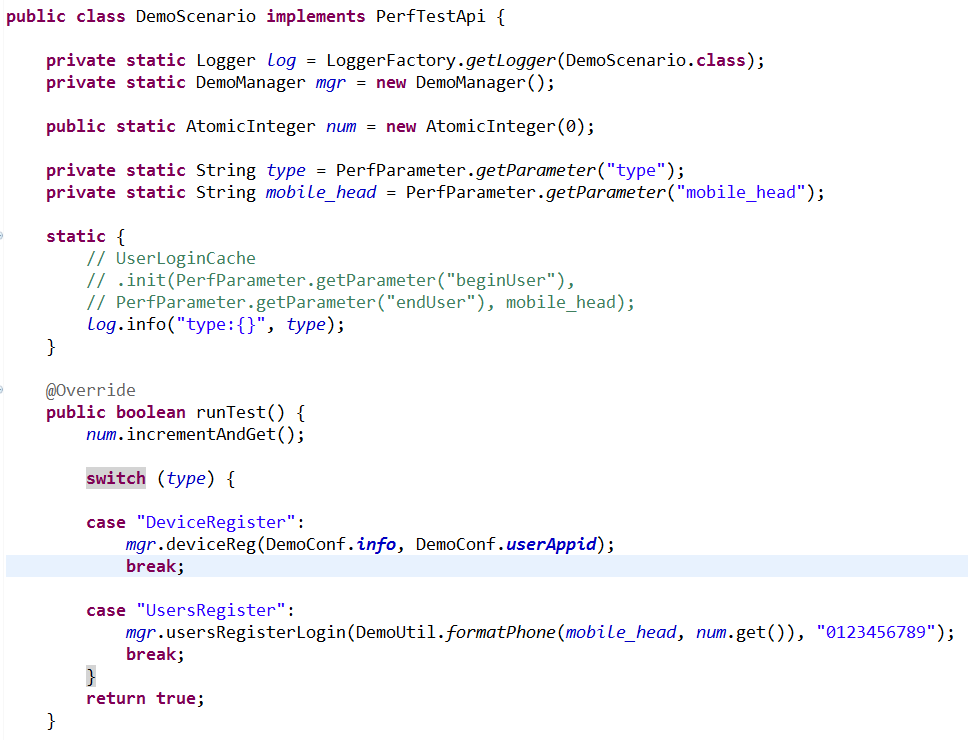 public class DemoScenario implements PerfTestApi {
private static Logger log = LoggerFactory.getLogger(DemoScenario.class);
private static DemoManager mgr = new DemoManager();
public static AtomicInteger num = new AtomicInteger(0);
private static String type = PerfParameter.getParameter("type");
private static String mobile_head = PerfParameter.getParameter("mobile_head");
static {
// UserLoginCache
// .init(PerfParameter.getParameter("beginUser"),
// PerfParameter.getParameter("endUser"), mobile_head);
log.info("type:{}", type);
}
@Override
public boolean runTest() {
num.incrementAndGet();
switch (type) {
case "DeviceRegister":
mgr.deviceReg(DemoConf.info, DemoConf.userAppid);
break;
case "UsersRegister":
mgr.usersRegisterLogin(DemoUtil.formatPhone(mobile_head, num.get()), "0123456789");
break;
}
return true;
}